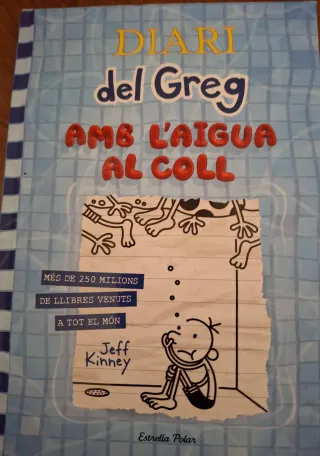 DIARI
del Greg
AMB L'AIGUA
AL COLL
MÉS DE 250 MILIONS
DE LLIBRES VENUTS
A TOT EL MÓN
Jeff
Kinney
Estrella Polar